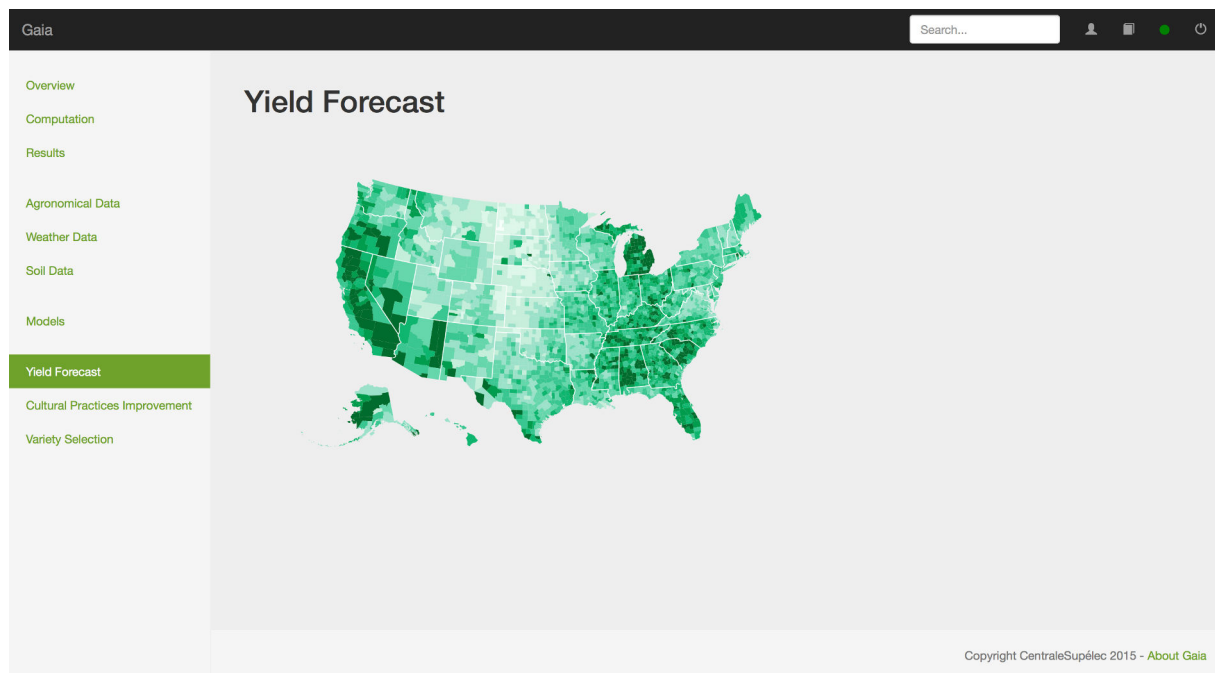 Gaia
Search...
Overview
Computation
Results
Agronomical Data
Weather Data
Soil Data
Models
Yield Forecast
Cultural Practices Improvement
Variety Selection
Yield Forecast
Copyright CentraleSupélec 2015 - About Gaia